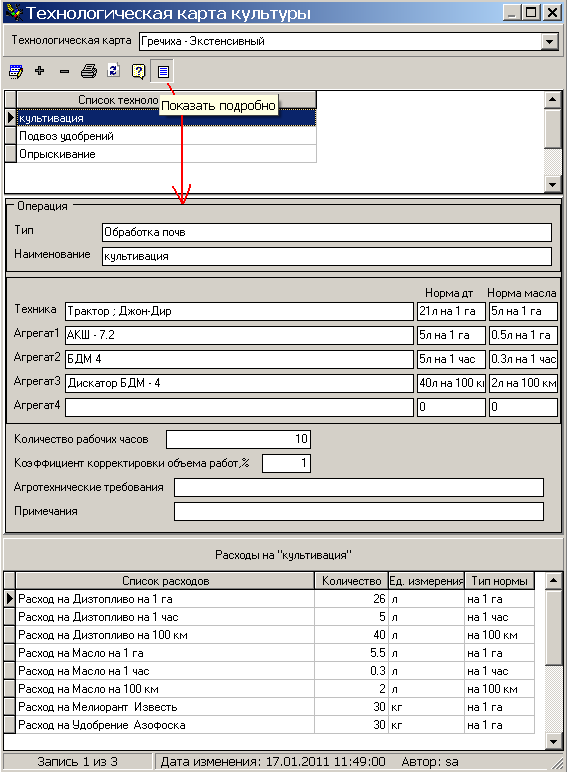 Технологическая карта культуры
Технологическая карта Гречиха - Экстенсивный
Список техноло
Показать подробно
культивация
Подвоз удобрений
Опрыскивание
Операция
Тип Обработка почв
Наименование культивация
Норма дт Норма масла
Техника Трактор ; Джон-Дир 21л на 1 га 5л на 1 га
Агрегат1 АКШ - 7.2 5л на 1 га 0.5л на 1 га
Агрегат2 БДМ 4 5л на 1 час 0.3л на 1 час
Агрегат3 Дискатор БДМ - 4 40л на 100 к 2л на 100 км
Агрегат4 0 0
Количество рабочих часов 10
Коэффициент корректировки объема работ,% 1
Агротехнические требования
Примечания
Расходы на "культивация"
Список расходов Количество Ед. измерения Тип нормы
Расход на Дизтопливо на 1 га 26 л на 1 га
Расход на Дизтопливо на 1 час 5 л на 1 час
Расход на Дизтопливо на 100 км 40 л на 100 км
Расход на Масло на 1 га 5.5 л на 1 га
Расход на Масло на 1 час 0.3 л на 1 час
Расход на Масло на 100 км 2 л на 100 км
Расход на Мелиорант Известь 30 кг на 1 га
Расход на Удобрение Азофоска 30 кг на 1 га
Запись 1 из 3 Дата изменения: 17.01.2011 11:49:00 Автор: sa